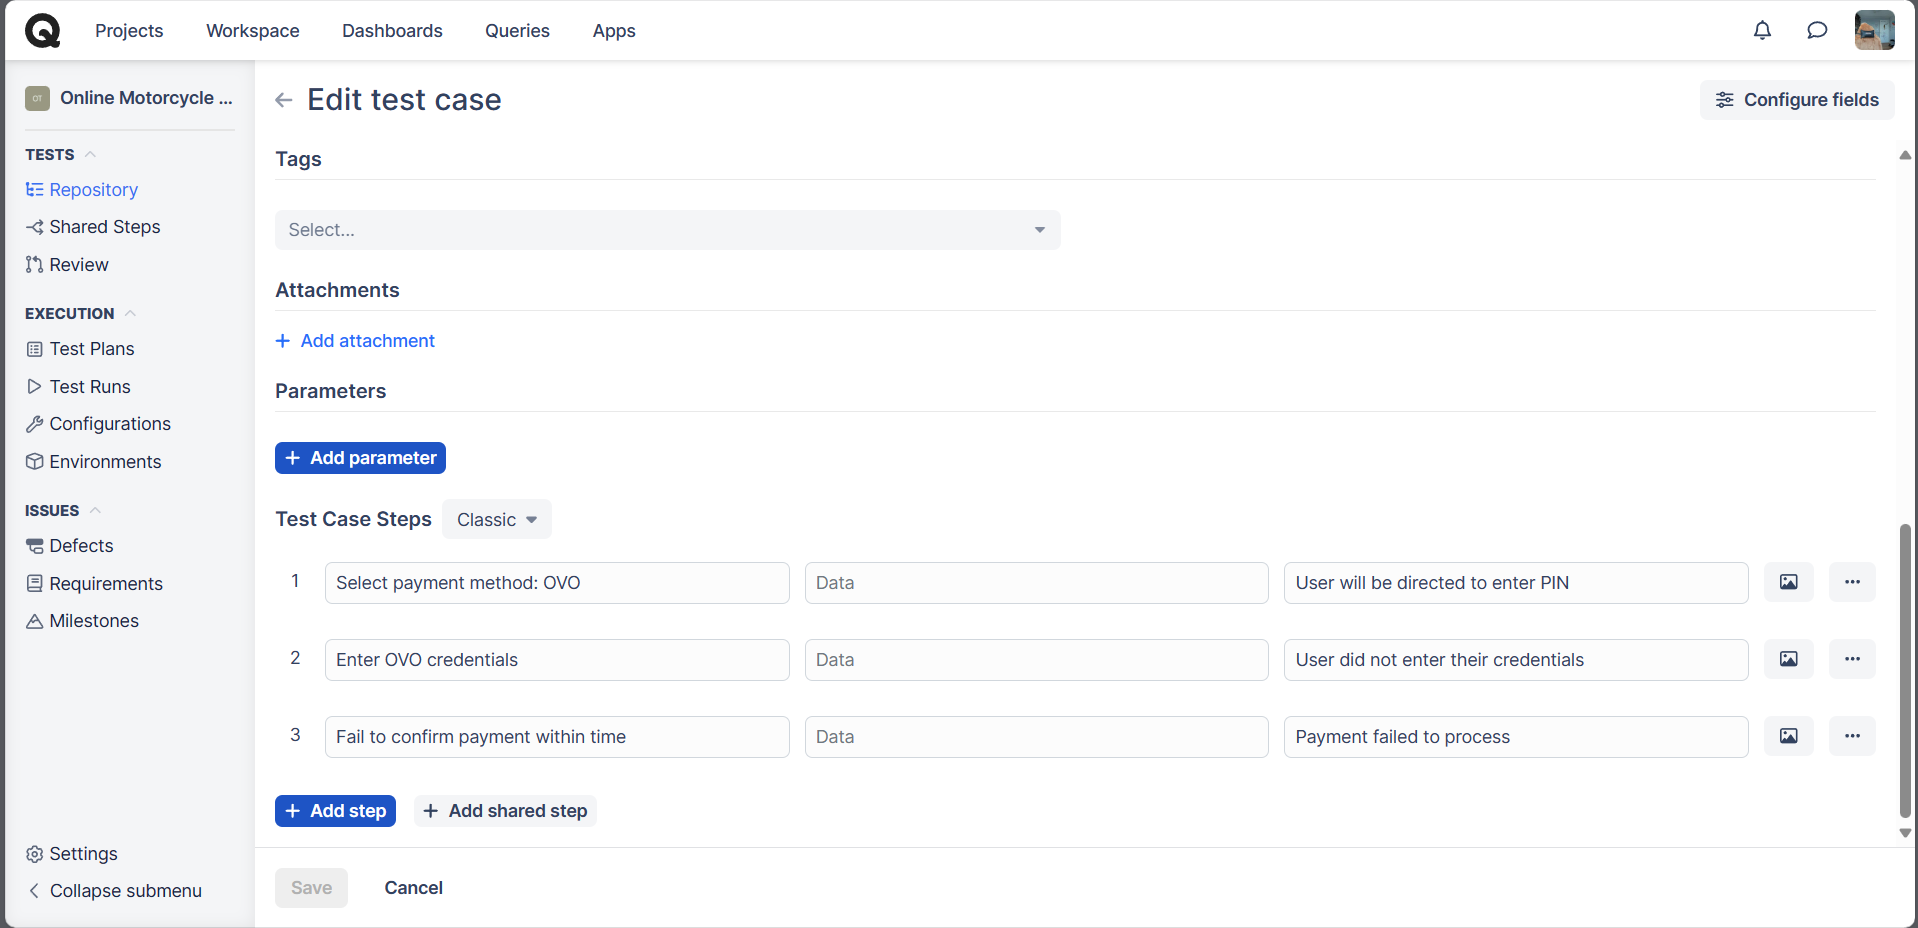 Projects Workspace Dashboards Queries Apps
OT Online Motorcycle ...
Edit test case
Configure fields
TESTS
Repository
Shared Steps
Review
EXECUTION
Test Plans
Test Runs
Configurations
Environments
ISSUES
Defects
Requirements
Milestones
Settings
Collapse submenu
Tags
Select...
Attachments
+ Add attachment
Parameters
+ Add parameter
Test Case Steps Classic
1 Select payment method: OVO Data User will be directed to enter PIN
2 Enter OVO credentials Data User did not enter their credentials
3 Fail to confirm payment within time Data Payment failed to process
+ Add step + Add shared step
Save Cancel